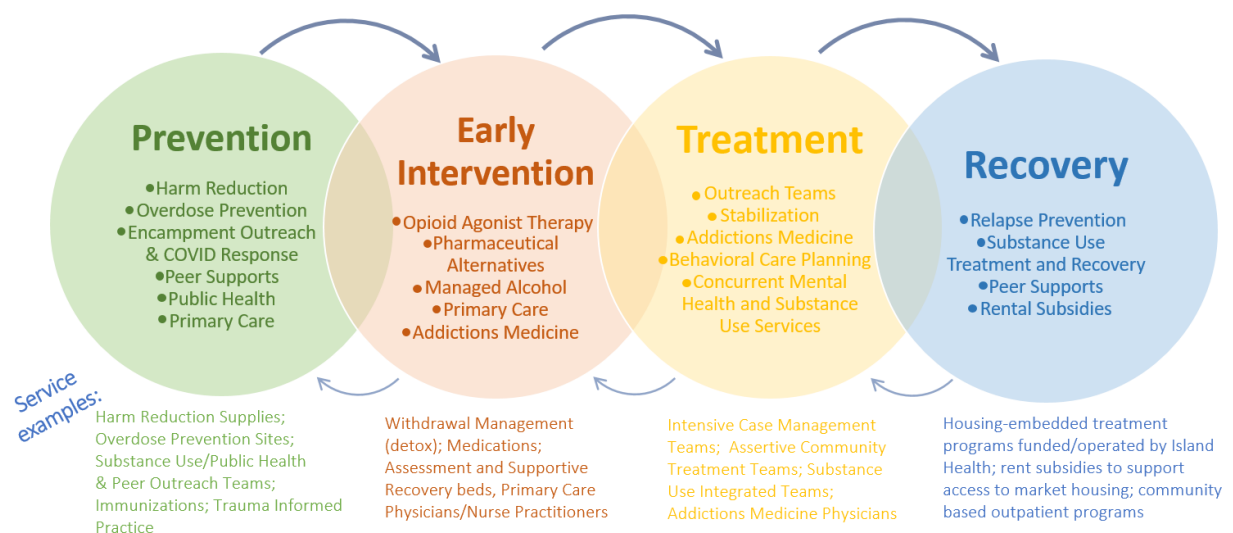 Prevention
•Harm Reduction
•Overdose Prevention
•Encampment Outreach
& COVID Response
•Peer Supports
•Public Health
•Primary Care
Early
Intervention
•Opioid Agonist Therapy
•Pharmaceutical
Alternatives
•Managed Alcohol
•Primary Care
•Addictions Medicine
Treatment
•Outreach Teams
•Stabilization
•Addictions Medicine
•Behavioral Care Planning
•Concurrent Mental
Health and Substance
Use Services
Recovery
•Relapse Prevention
•Substance Use
Treatment and Recovery
•Peer Supports
•Rental Subsidies
Service
examples:
Harm Reduction Supplies;
Overdose Prevention Sites;
Substance Use/Public Health
& Peer Outreach Teams;
Immunizations; Trauma Informed
Practice
Withdrawal Management
(detox); Medications;
Assessment and Supportive
Recovery beds, Primary Care
Physicians/Nurse Practitioners
Intensive Case Management
Teams; Assertive Community
Treatment Teams; Substance
Use Integrated Teams;
Addictions Medicine Physicians
Housing-embedded treatment
programs funded/operated by Island
Health; rent subsidies to support
access to market housing; community
based outpatient programs